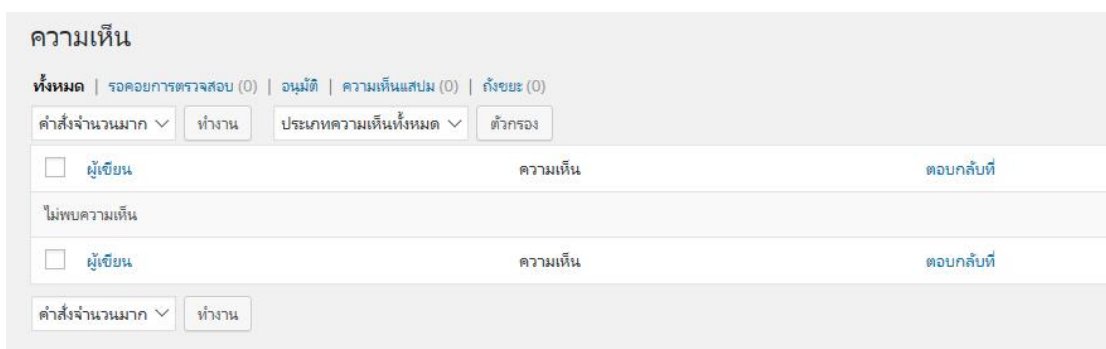 ความเห็น
ทั้งหมด | รอคอยการตรวจสอบ (0) | อนุมัติ | ความเห็นแสปม (0) | ถังขยะ (0)
คำสั่งจำนวนมาก ทำงาน ประเภทความเห็นทั้งหมด ตัวกรอง
ผู้เขียน ความเห็น ตอบกลับที่
ไม่พบความเห็น
ผู้เขียน ความเห็น ตอบกลับที่
คำสั่งจำนวนมาก ทำงาน